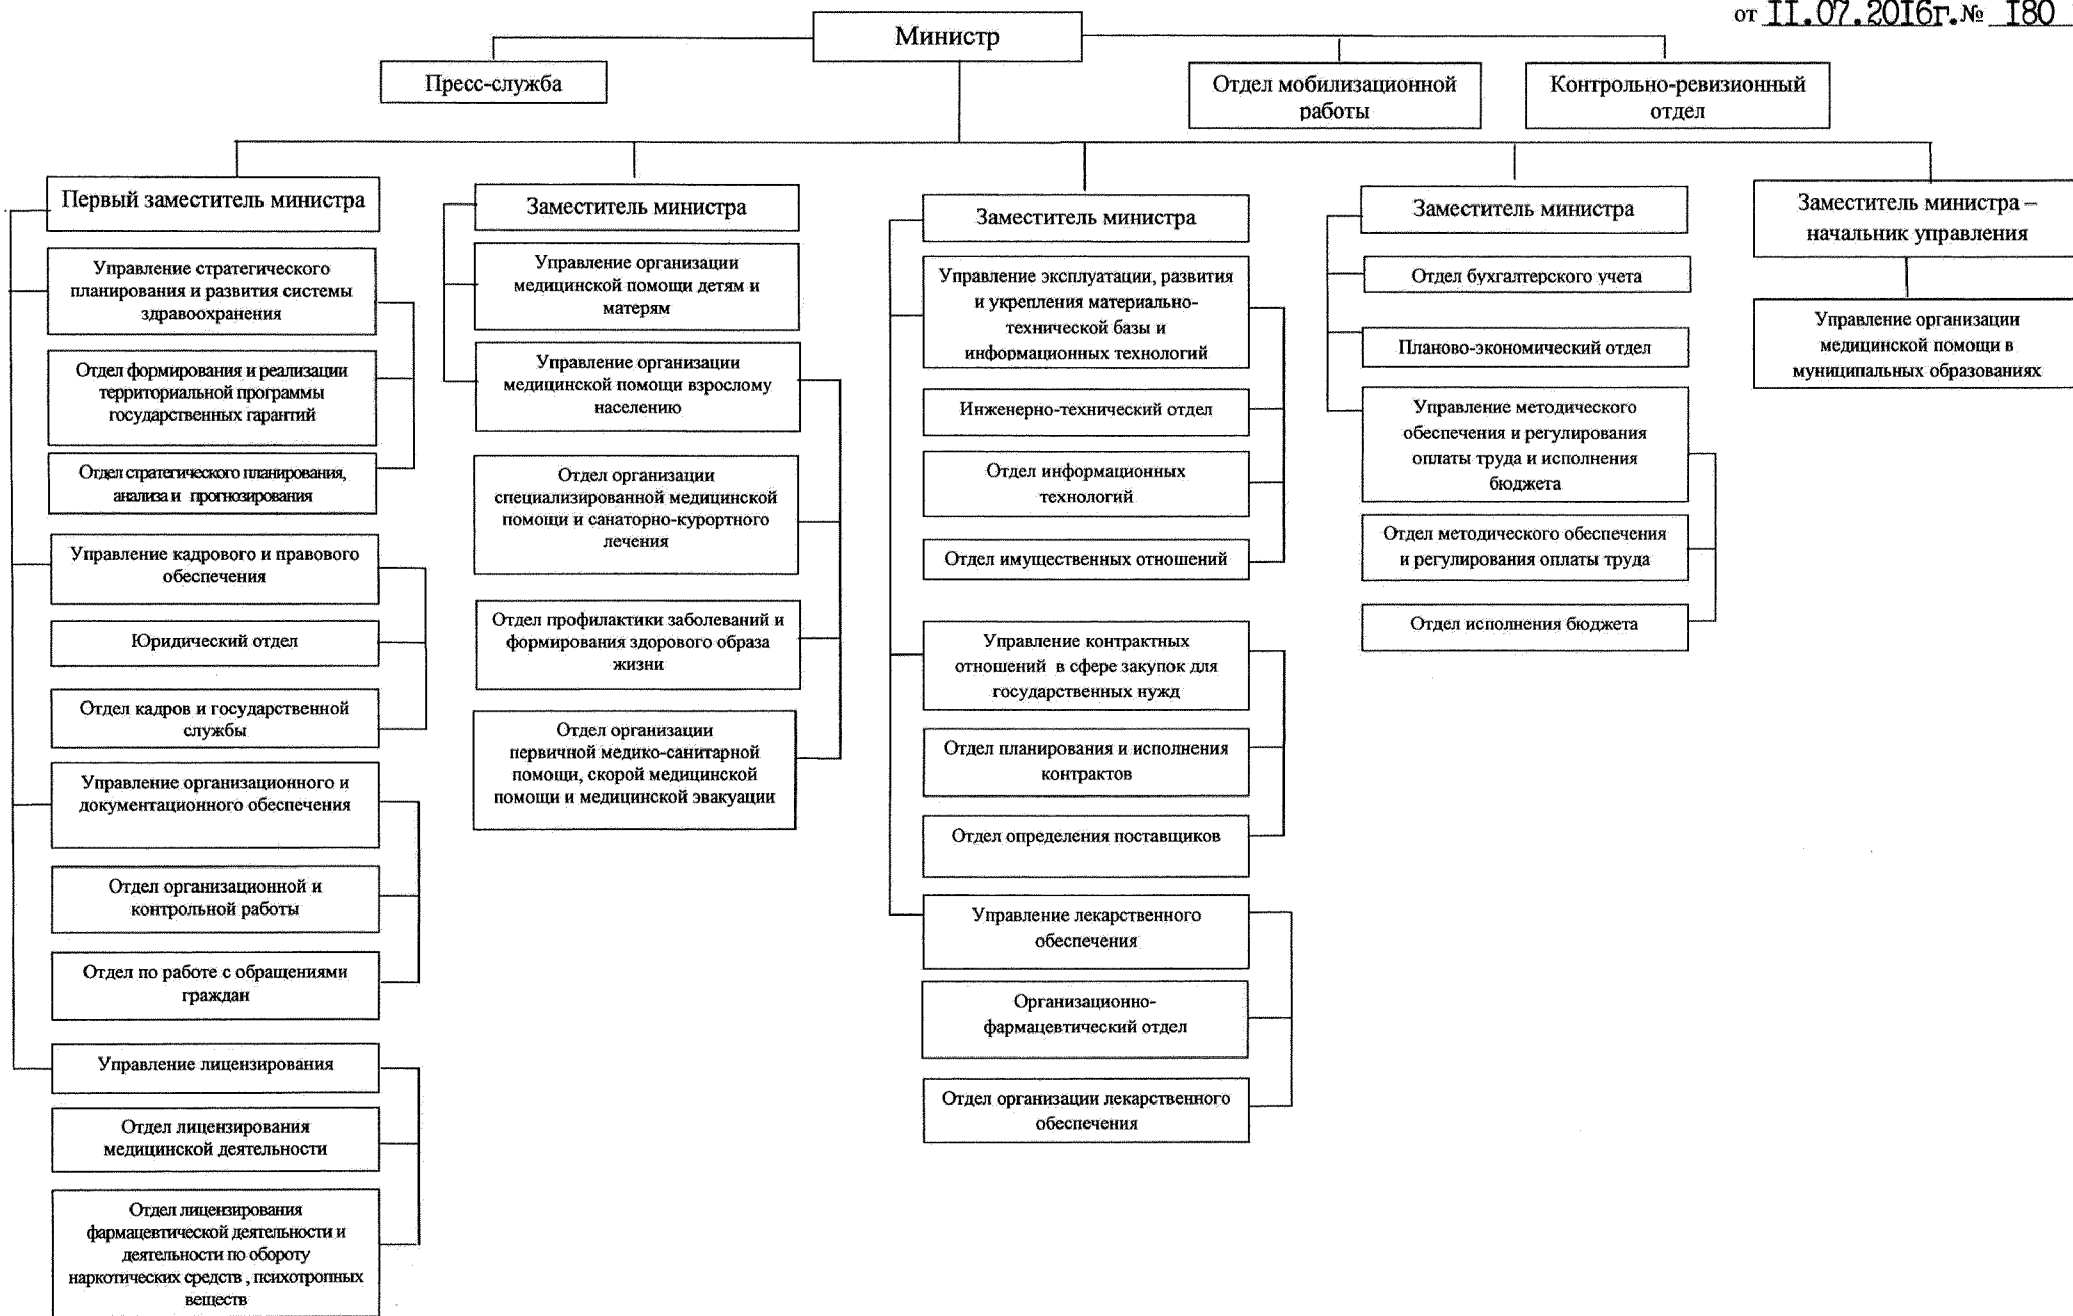 от II.07.20I6г.№ I80
Министр
Пресс-служба
Отдел мобилизационной
работы
Контрольно-ревизионный
отдел
Первый заместитель министра
Управление стратегического
планирования и развития системы
здравоохранения
Отдел формирования и реализации
территориальной программы
государственных гарантий
Отдел стратегического планирования,
анализа и прогнозирования
Управление кадрового и правового
обеспечения
Юридический отдел
Отдел кадров и государственной
службы
Управление организационного и
документационного обеспечения
Отдел организационной и
контрольной работы
Отдел по работе с обращениями
граждан
Управление лицензирования
Отдел лицензирования
медицинской деятельности
Отдел лицензирования
фармацевтической деятельности и
деятельности по обороту
наркотических средств , психотропных
веществ
Заместитель министра
Управление организации
медицинской помощи детям и
матерям
Управление организации
медицинской помощи взрослому
населению
Отдел организации
специализированной медицинской
помощи и санаторно-курортного
лечения
Отдел профилактики заболеваний и
формирования здорового образа
жизни
Отдел организации
первичной медико-санитарной
помощи, скорой медицинской
помощи и медицинской эвакуации
Заместитель министра
Управление эксплуатации, развития
и укрепления материально-
технической базы и
информационных технологий
Инженерно-технический отдел
Отдел информационных
технологий
Отдел имущественных отношений
Управление контрактных
отношений в сфере закупок для
государственных нужд
Отдел планирования и исполнения
контрактов
Отдел определения поставщиков
Управление лекарственного
обеспечения
Организационно-
фармацевтический отдел
Отдел организации лекарственного
обеспечения
Заместитель министра
Отдел бухгалтерского учета
Планово-экономический отдел
Управление методического
обеспечения и регулирования
оплаты труда и исполнения
бюджета
Отдел методического обеспечения
и регулирования оплаты труда
Отдел исполнения бюджета
Заместитель министра –
начальник управления
Управление организации
медицинской помощи в
муниципальных образованиях